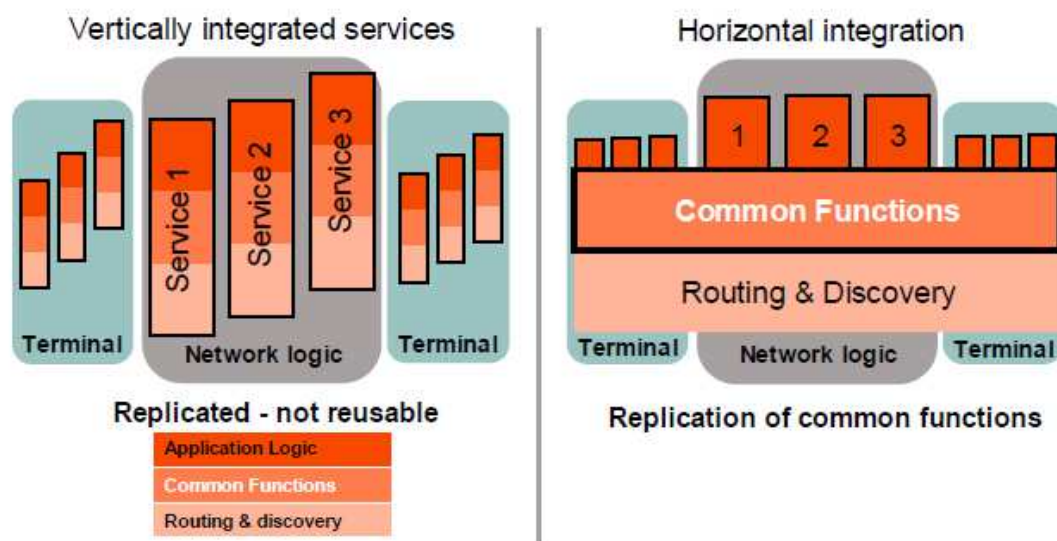 Vertically integrated services
Service 1
Service 2
Service 3
Terminal
Network logic
Terminal
Replicated - not reusable
Application Logic
Common Functions
Routing & discovery
Horizontal integration
1
2
3
Common Functions
Routing & Discovery
Terminal
Network logic
Terminal
Replication of common functions